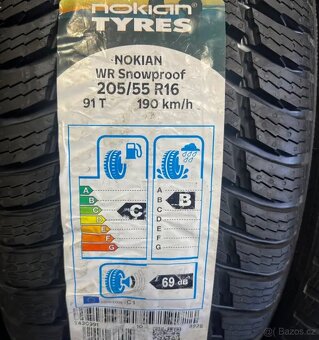 nokian
TYRES
NOKIAN
WR Snowproof
205/55 R16
91 T 190 km/h
A
B
C
D
E
F
G
C
A
B
C
D
E
F
G
B
69 dB
C1
Bazos.cz